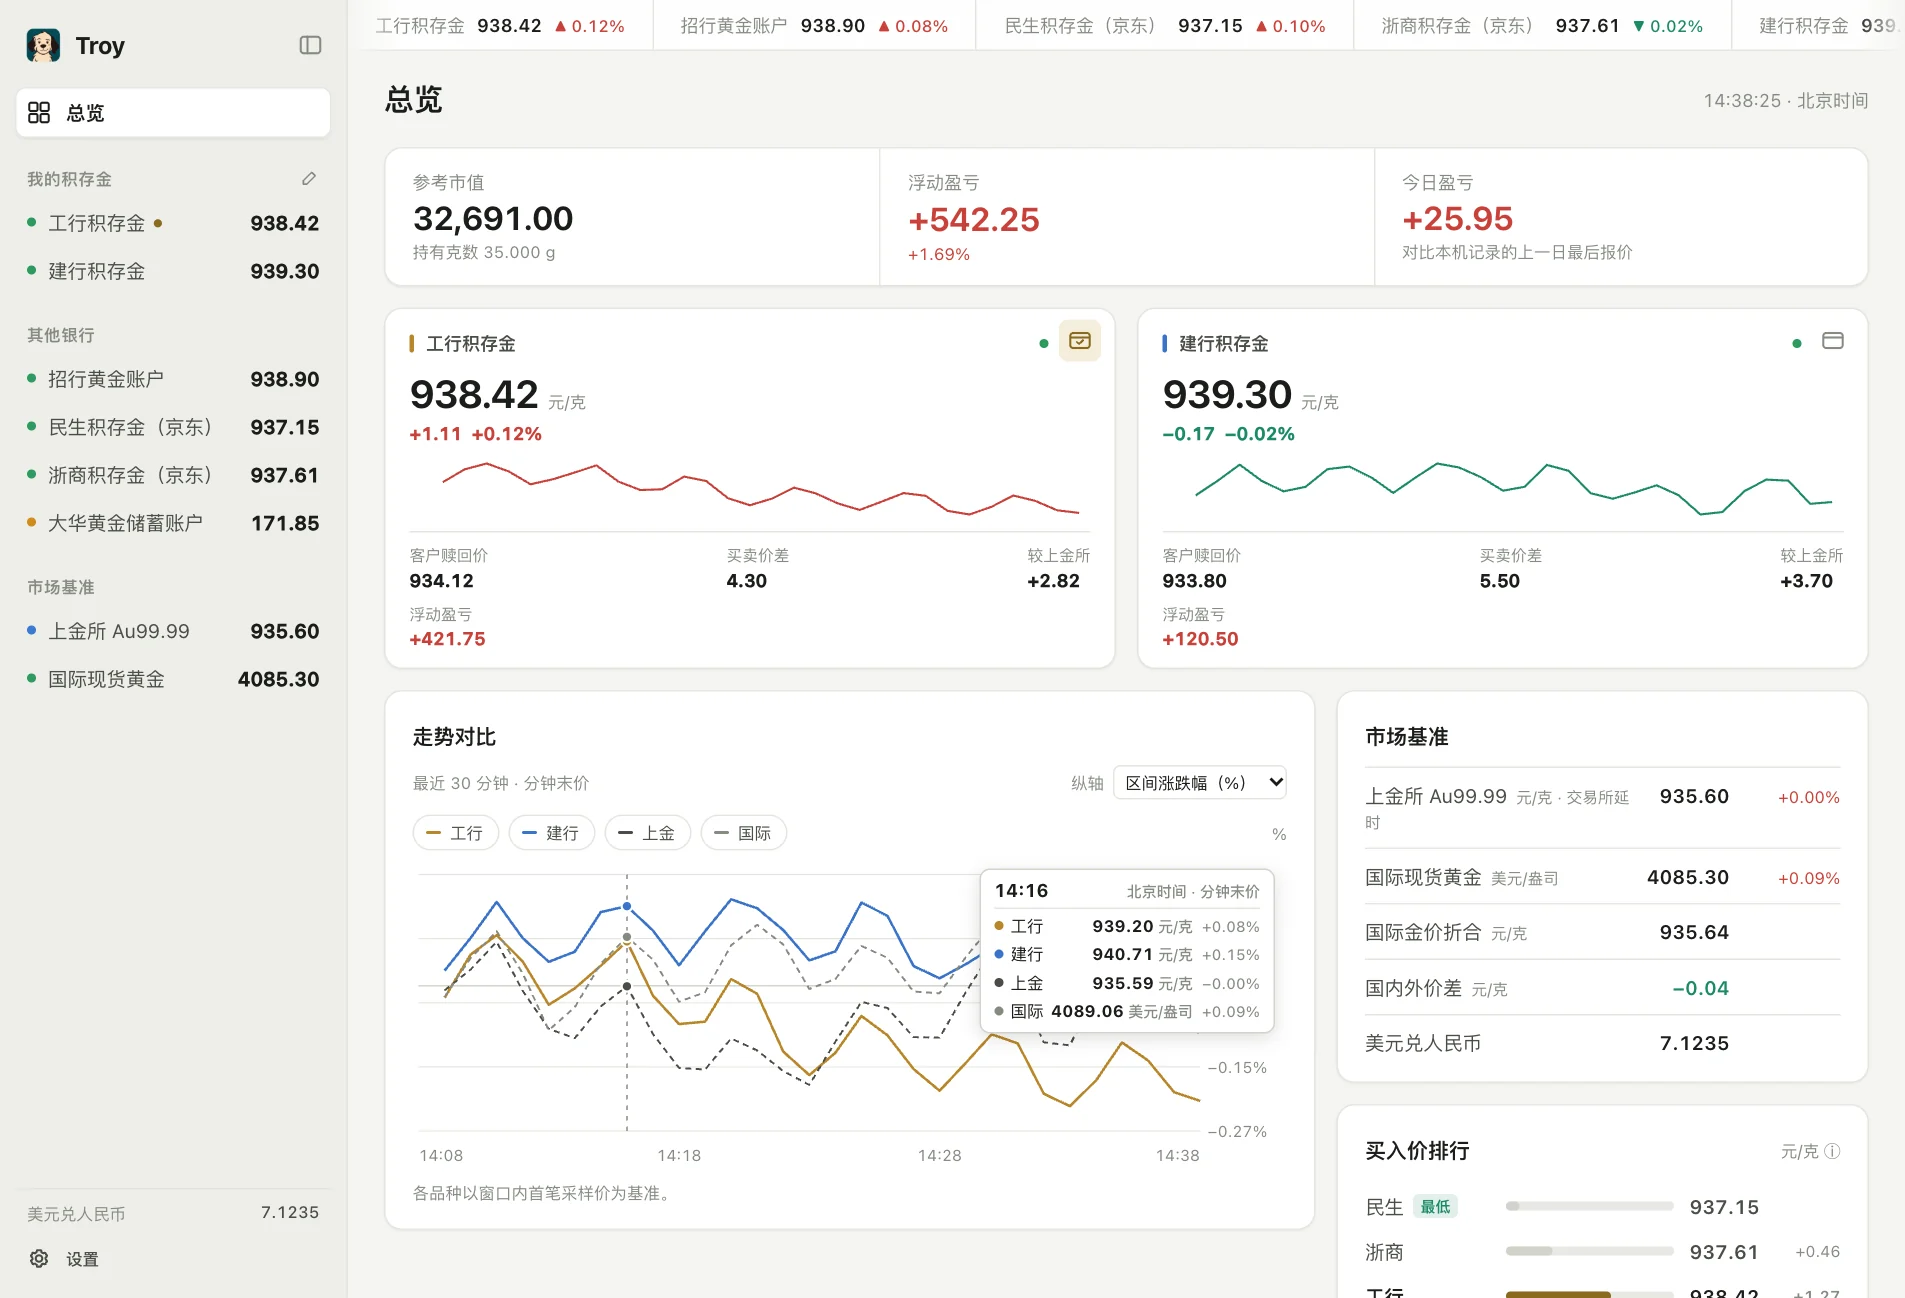 Troy
总览
我的积存金
工行积存金 938.42
建行积存金 939.30
其他银行
招行黄金账户 938.90
民生积存金（京东） 937.15
浙商积存金（京东） 937.61
大华黄金储蓄账户 171.85
市场基准
上金所 Au99.99 935.60
国际现货黄金 4085.30
美元兑人民币 7.1235
设置
工行积存金 938.42 ▲0.12% 招行黄金账户 938.90 ▲0.08% 民生积存金（京东） 937.15 ▲0.10% 浙商积存金（京东） 937.61 ▼0.02% 建行积存金 939.
总览
14:38:25 · 北京时间
参考市值
32,691.00
持有克数 35.000 g
浮动盈亏
+542.25
+1.69%
今日盈亏
+25.95
对比本机记录的上一日最后报价
工行积存金
938.42 元/克
+1.11 +0.12%
客户赎回价 买卖价差 较上金所
934.12 4.30 +2.82
浮动盈亏
+421.75
建行积存金
939.30 元/克
−0.17 −0.02%
客户赎回价 买卖价差 较上金所
933.80 5.50 +3.70
浮动盈亏
+120.50
走势对比
最近 30 分钟 · 分钟末价
纵轴 区间涨跌幅（%）
工行 建行 上金 国际
%
14:16 北京时间 · 分钟末价
工行 939.20 元/克 +0.08%
建行 940.71 元/克 +0.15%
上金 935.59 元/克 −0.00%
国际 4089.06 美元/盎司 +0.09%
−0.15%
−0.27%
14:08 14:18 14:28 14:38
各品种以窗口内首笔采样价为基准。
市场基准
上金所 Au99.99 元/克 · 交易所延时 935.60 +0.00%
国际现货黄金 美元/盎司 4085.30 +0.09%
国际金价折合 元/克 935.64
国内外价差 元/克 −0.04
美元兑人民币 7.1235
买入价排行
元/克
民生 最低 937.15
浙商 937.61 +0.46
工行 938.42 +1.27